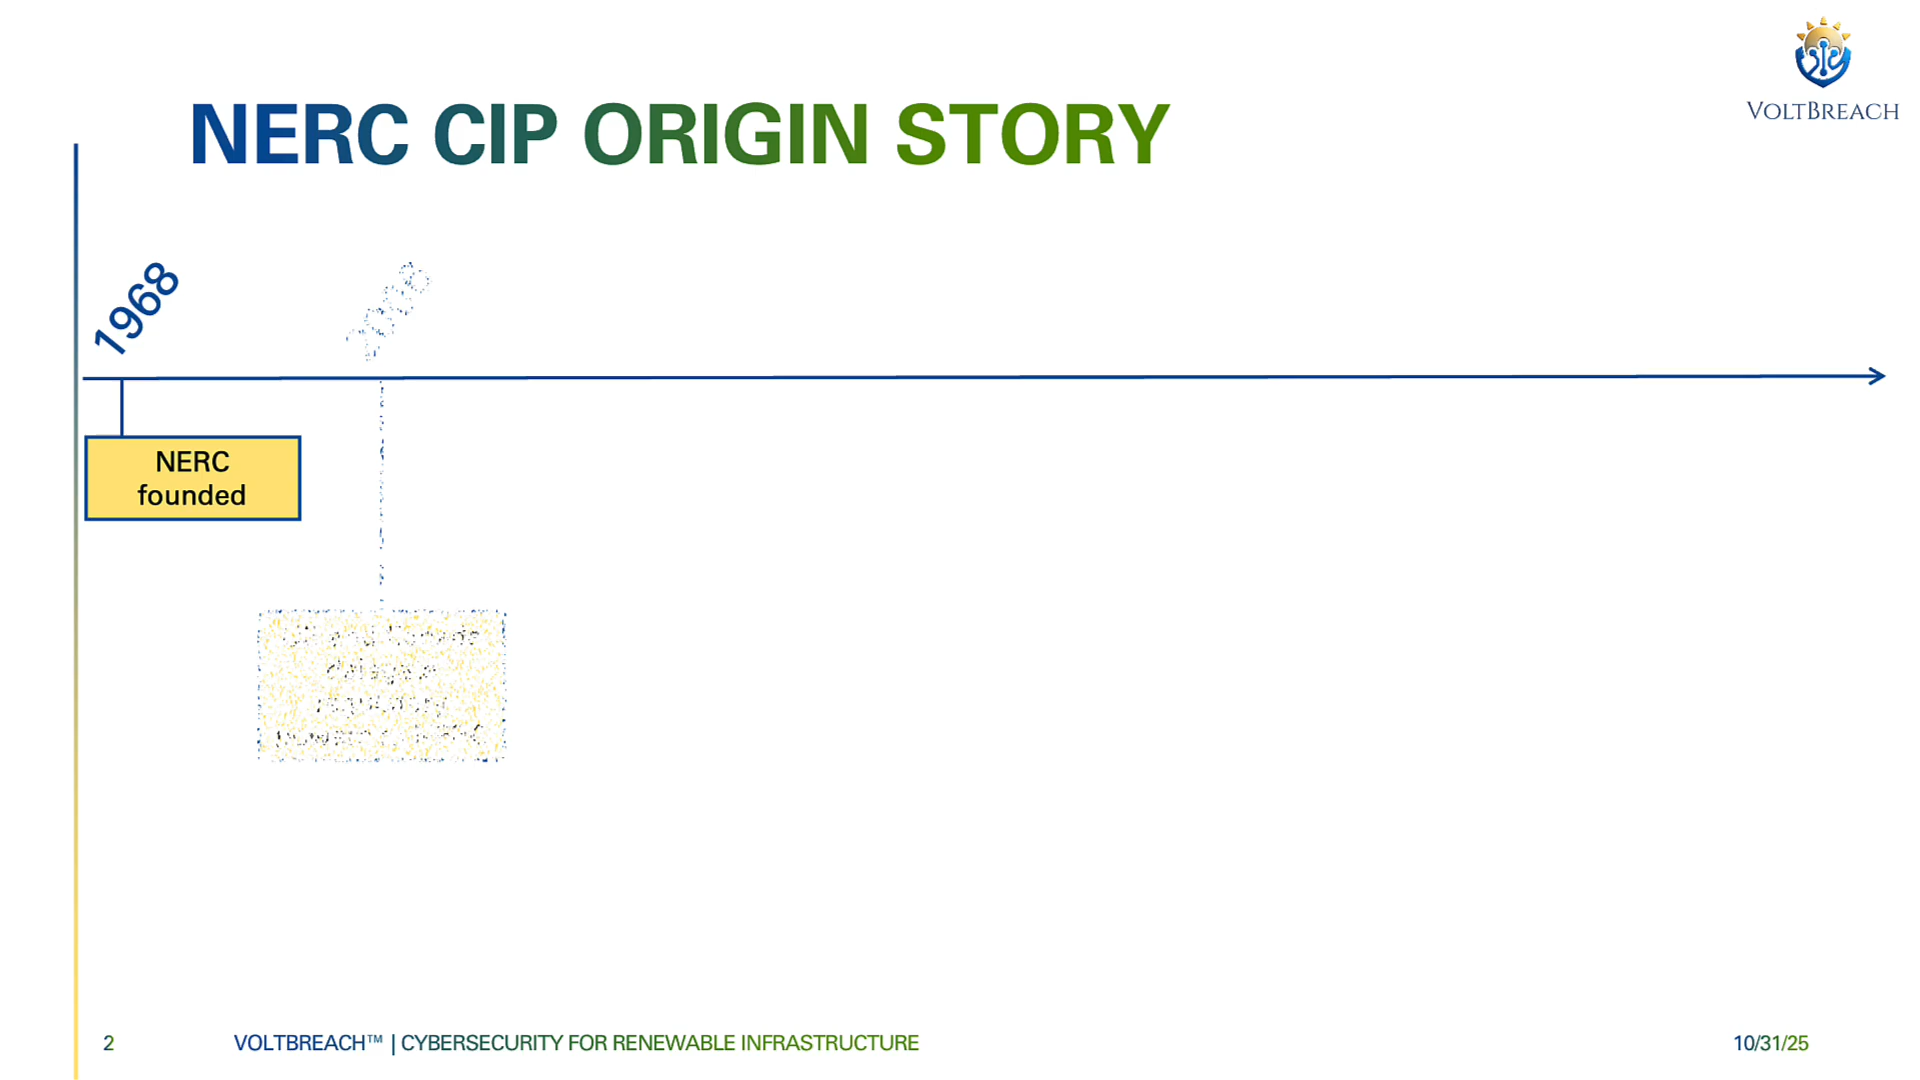 VOLTBREACH
NERC CIP ORIGIN STORY
1968
NERC
founded
2
VOLTBREACH™ | CYBERSECURITY FOR RENEWABLE INFRASTRUCTURE
10/31/25